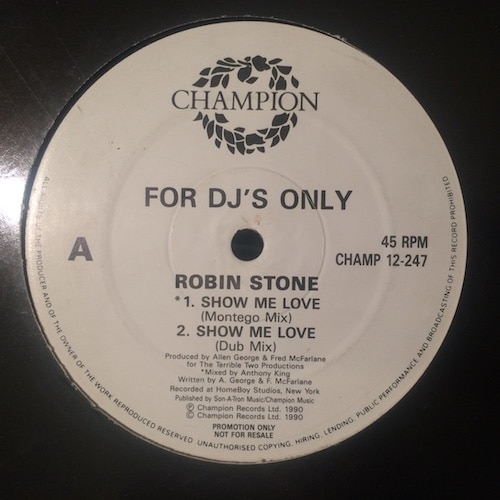 CHAMPION
FOR DJ'S ONLY
A
45 RPM
CHAMP 12-247
ROBIN STONE
*1. SHOW ME LOVE
(Montego Mix)
2. SHOW ME LOVE
(Dub Mix)
Produced by Allen George & Fred McFarlane
for The Terrible Two Productions
*Mixed by Anthony King
Written by A. George & F. McFarlane
Recorded at HomeBoy Studios, New York
Published by Son-A-Tron Music/Champion Music
Ⓟ Champion Records Ltd. 1990
© Champion Records Ltd. 1990
PROMOTION ONLY
NOT FOR RESALE
OF THE PRODUCER AND OF THE OWNER OF THE WORK REPRODUCED RESERVED UNAUTHORISED COPYING, HIRING, LENDING, PUBLIC PERFORMANCE AND BROADCASTING OF THIS RECORD PROHIBITED